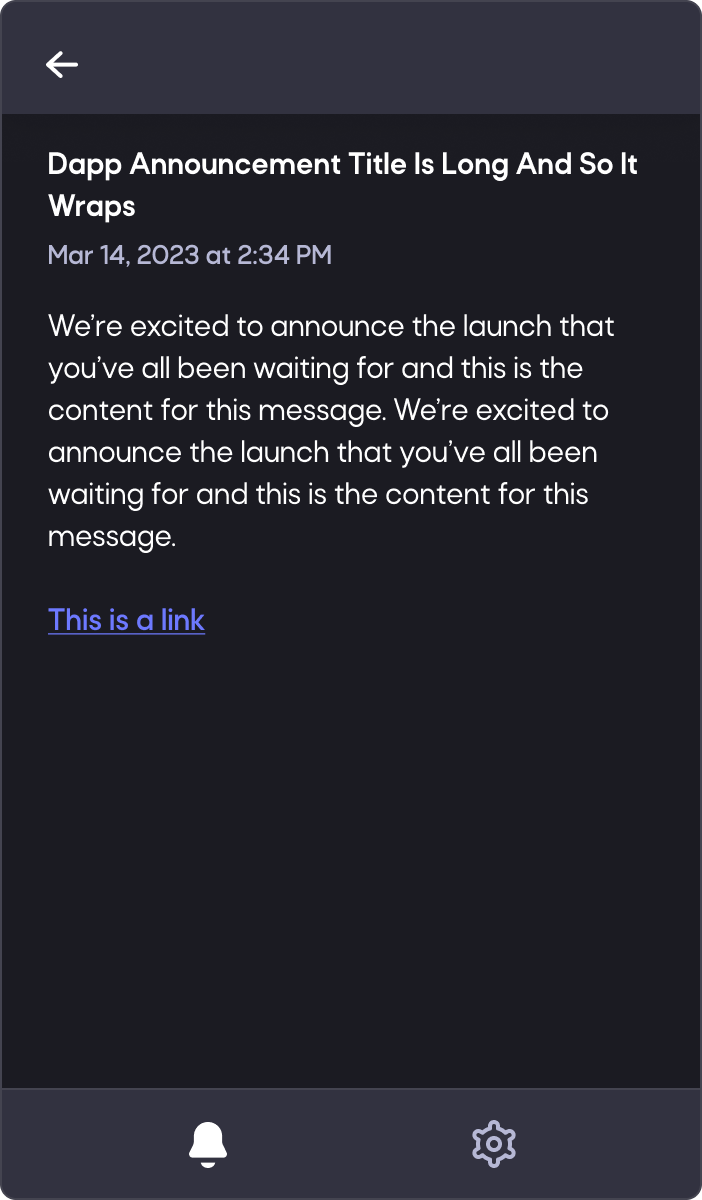 Dapp Announcement Title Is Long And So It
Wraps
Mar 14, 2023 at 2:34 PM
We’re excited to announce the launch that
you’ve all been waiting for and this is the
content for this message. We’re excited to
announce the launch that you’ve all been
waiting for and this is the content for this
message.
This is a link